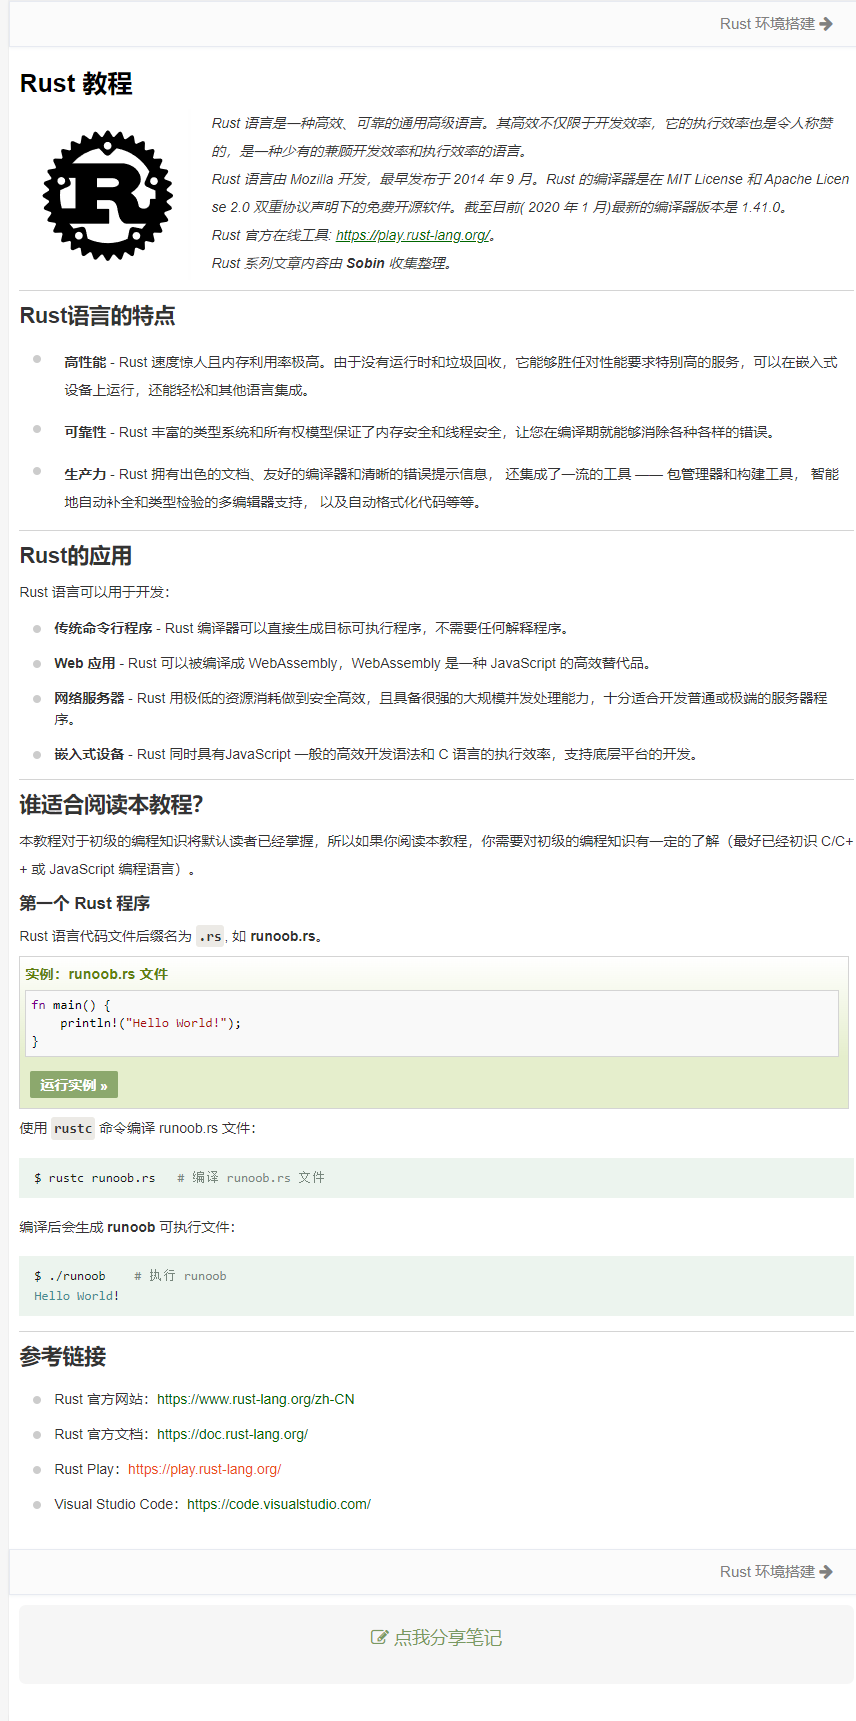 Rust 环境搭建
Rust 教程
Rust 语言是一种高效、可靠的通用高级语言。其高效不仅限于开发效率，它的执行效率也是令人称赞
的，是一种少有的兼顾开发效率和执行效率的语言。
Rust 语言由 Mozilla 开发，最早发布于 2014 年 9 月。Rust 的编译器是在 MIT License 和 Apache Licen
se 2.0 双重协议声明下的免费开源软件。截至目前( 2020 年 1 月)最新的编译器版本是 1.41.0。
Rust 官方在线工具: https://play.rust-lang.org/。
Rust 系列文章内容由 Sobin 收集整理。
R
Rust语言的特点
高性能 - Rust 速度惊人且内存利用率极高。由于没有运行时和垃圾回收，它能够胜任对性能要求特别高的服务，可以在嵌入式
设备上运行，还能轻松和其他语言集成。
可靠性 - Rust 丰富的类型系统和所有权模型保证了内存安全和线程安全，让您在编译期就能够消除各种各样的错误。
生产力 - Rust 拥有出色的文档、友好的编译器和清晰的错误提示信息， 还集成了一流的工具 —— 包管理器和构建工具， 智能
地自动补全和类型检验的多编辑器支持， 以及自动格式化代码等等。
Rust的应用
Rust 语言可以用于开发：
传统命令行程序 - Rust 编译器可以直接生成目标可执行程序，不需要任何解释程序。
Web 应用 - Rust 可以被编译成 WebAssembly，WebAssembly 是一种 JavaScript 的高效替代品。
网络服务器 - Rust 用极低的资源消耗做到安全高效，且具备很强的大规模并发处理能力，十分适合开发普通或极端的服务器程
序。
嵌入式设备 - Rust 同时具有JavaScript 一般的高效开发语法和 C 语言的执行效率，支持底层平台的开发。
谁适合阅读本教程？
本教程对于初级的编程知识将默认读者已经掌握，所以如果你阅读本教程，你需要对初级的编程知识有一定的了解（最好已经初识 C/C+
+ 或 JavaScript 编程语言）。
第一个 Rust 程序
Rust 语言代码文件后缀名为 .rs, 如 runoob.rs。
实例：runoob.rs 文件
fn main() {
    println!("Hello World!");
}
运行实例 »
使用 rustc 命令编译 runoob.rs 文件：
$ rustc runoob.rs   # 编译 runoob.rs 文件
编译后会生成 runoob 可执行文件：
$ ./runoob    # 执行 runoob
Hello World!
参考链接
Rust 官方网站：https://www.rust-lang.org/zh-CN
Rust 官方文档：https://doc.rust-lang.org/
Rust Play：https://play.rust-lang.org/
Visual Studio Code：https://code.visualstudio.com/
Rust 环境搭建
点我分享笔记